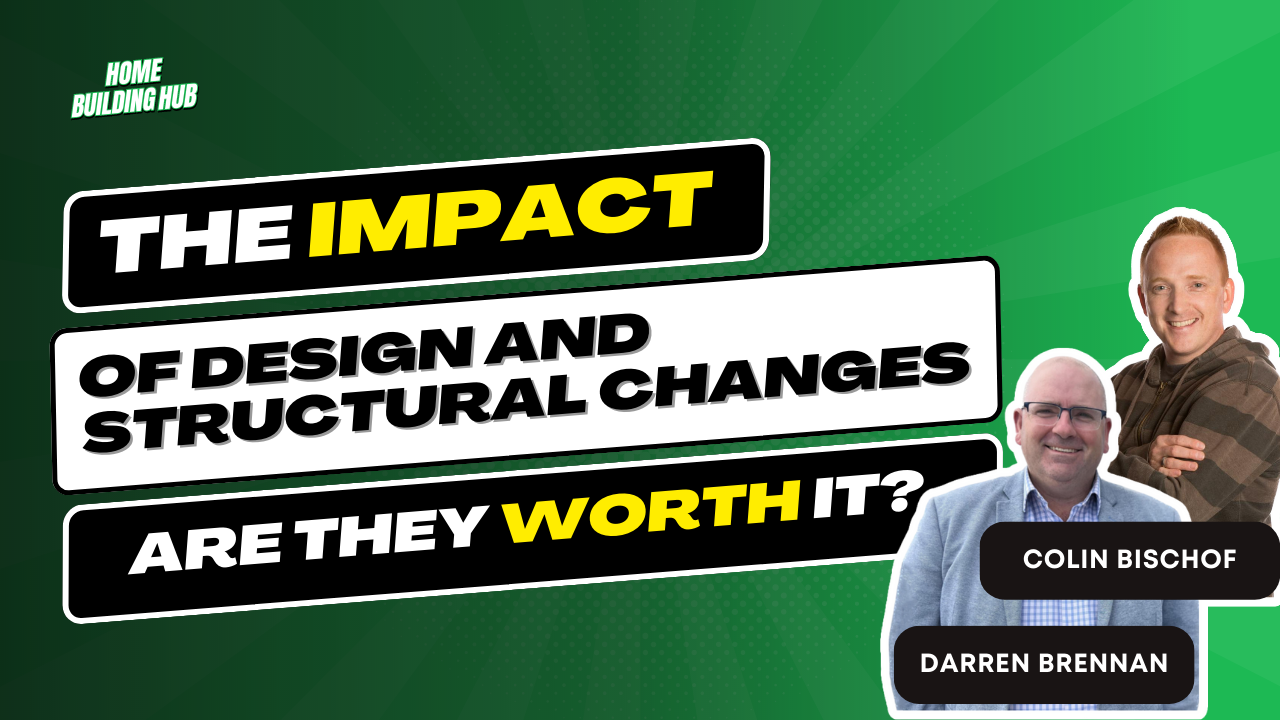 HOME
BUILDING HUB
THE IMPACT
OF DESIGN AND
STRUCTURAL CHANGES
ARE THEY WORTH IT?
COLIN BISCHOF
DARREN BRENNAN